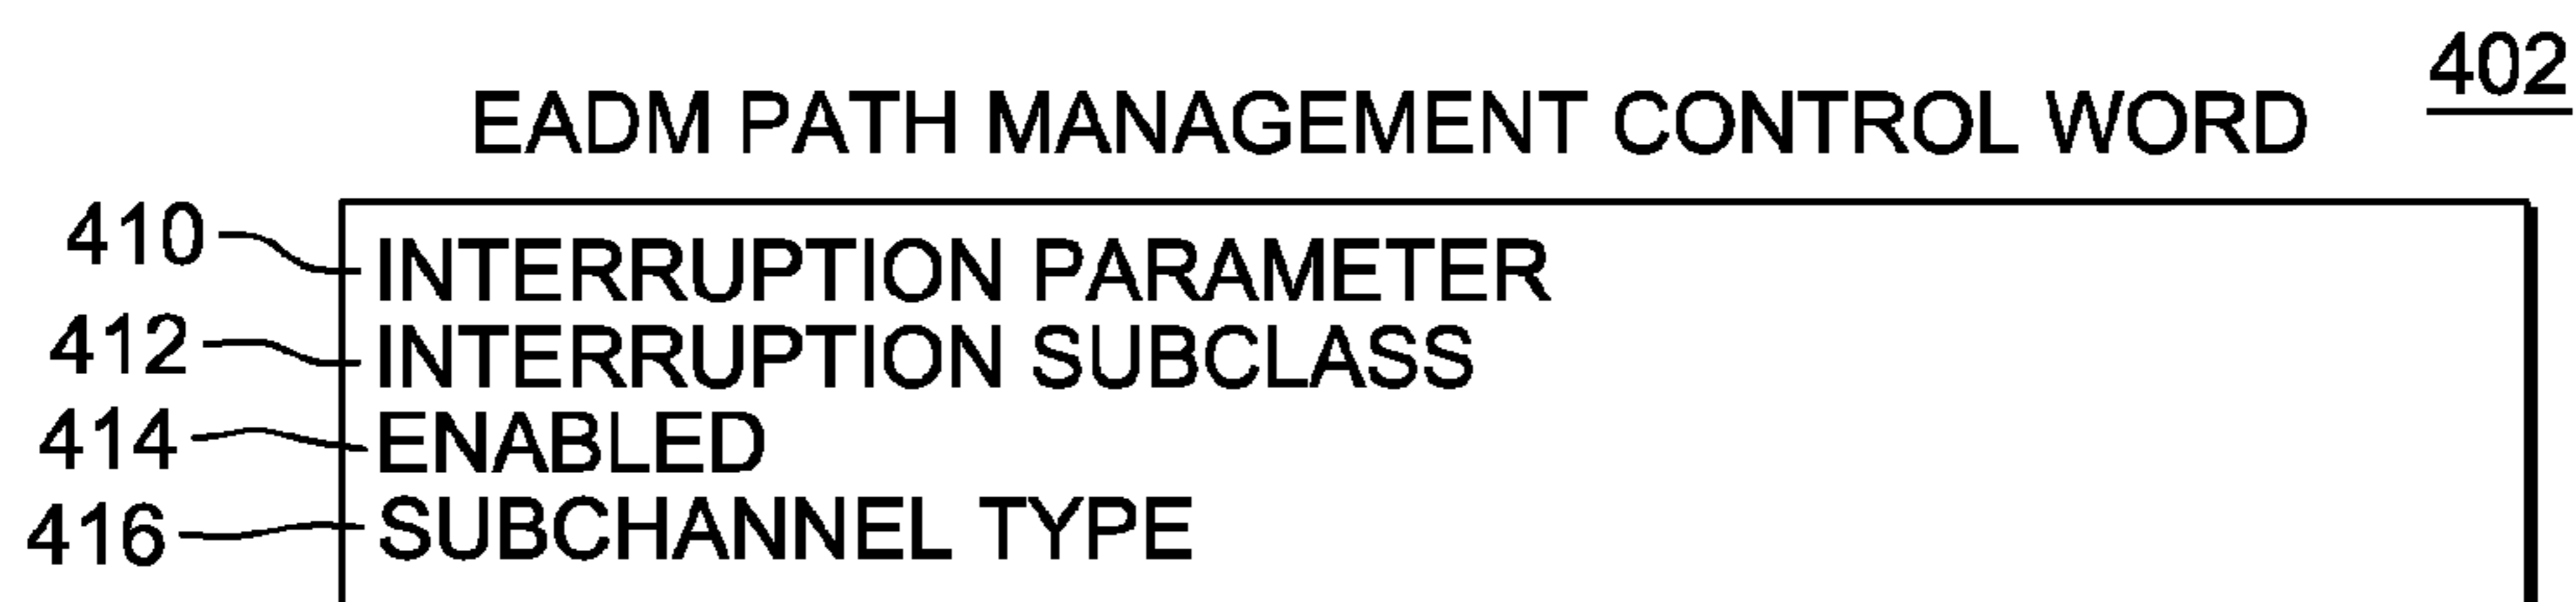 402
EADM PATH MANAGEMENT CONTROL WORD
410 INTERRUPTION PARAMETER
412 INTERRUPTION SUBCLASS
414 ENABLED
416 SUBCHANNEL TYPE